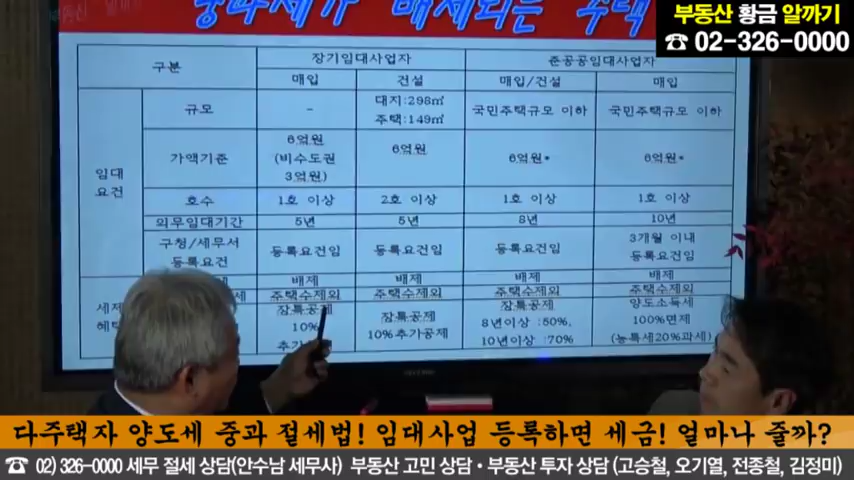 중과세가 배제되는 주택
부동산 황금 알까기
☎ 02-326-0000
구분 장기임대사업자 준공공임대사업자
매입 건설 매입/건설 매입
임대
요건
규모 - 대지:298㎡
주택:149㎡ 국민주택규모 이하 국민주택규모 이하
가액기준 6억원
(비수도권
3억원) 6억원 6억원* 6억원*
호수 1호 이상 2호 이상 1호 이상 1호 이상
의무임대기간 5년 5년 8년 10년
구청/세무서
등록요건 등록요건임 등록요건임 등록요건임 3개월 이내
등록요건임
배제 배제 배제 배제
주택수제외 주택수제외 주택수제외 주택수제외
장특공제
10%
장특공제
10%추가공제
장특공제
8년이상 :50%,
10년이상 :70%
양도소득세
100%면제
(농특세20%과세)
다주택자 양도세 중과 절세법! 임대사업 등록하면 세금! 얼마나 줄까?
☎ 02) 326-0000 세무 절세 상담(안수남 세무사) 부동산 고민 상담·부동산 투자 상담 (고승철, 오기열, 전종철, 김정미)